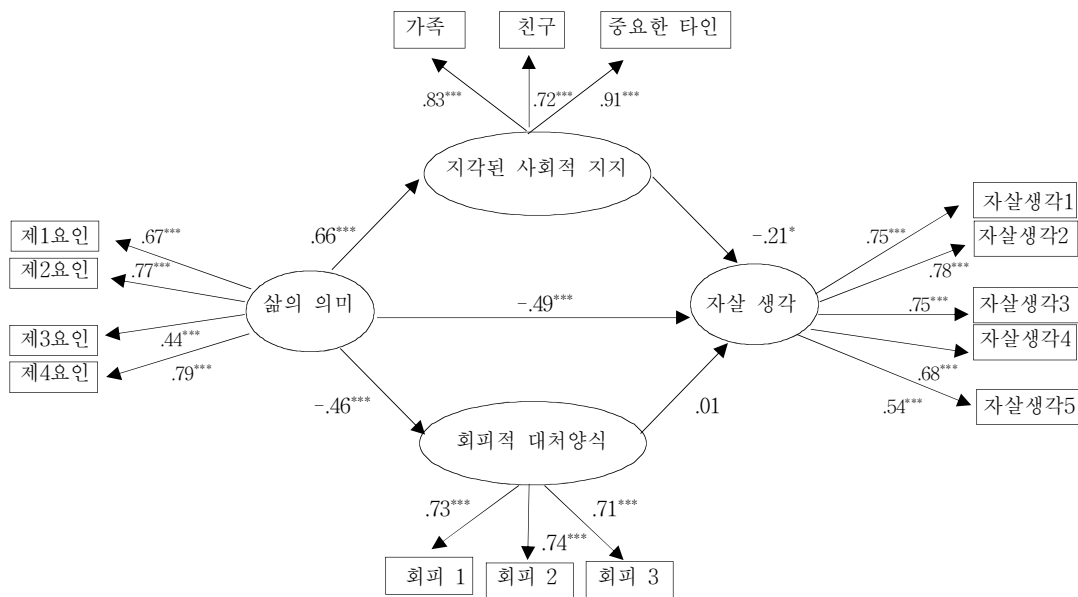 가족
친구
중요한 타인
.83***
.72***
.91***
지각된 사회적 지지
자살생각1
제1요인
.67***
.66***
-.21*
.75***
자살생각2
제2요인
.77***
.78***
삶의 의미
-.49***
자살 생각
.75***
자살생각3
제3요인
.44***
자살생각4
제4요인
.79***
.68***
-.46***
.01
.54***
자살생각5
회피적 대처양식
.73***
.74***
.71***
회피 1
회피 2
회피 3